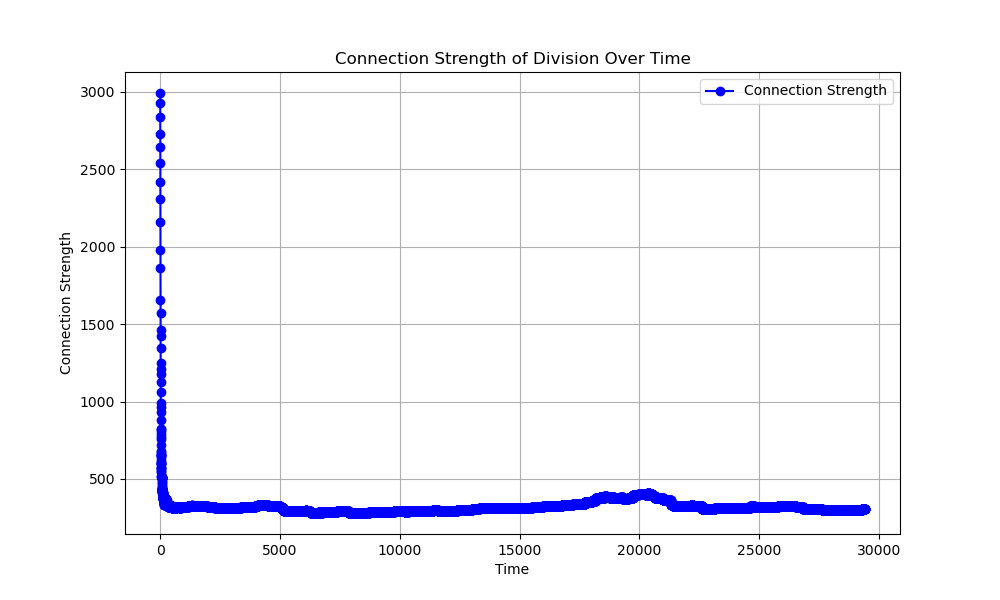 Connection Strength of Division Over Time
Connection Strength
3000
2500
2000
1500
1000
500
Connection Strength
0 5000 10000 15000 20000 25000 30000
Time